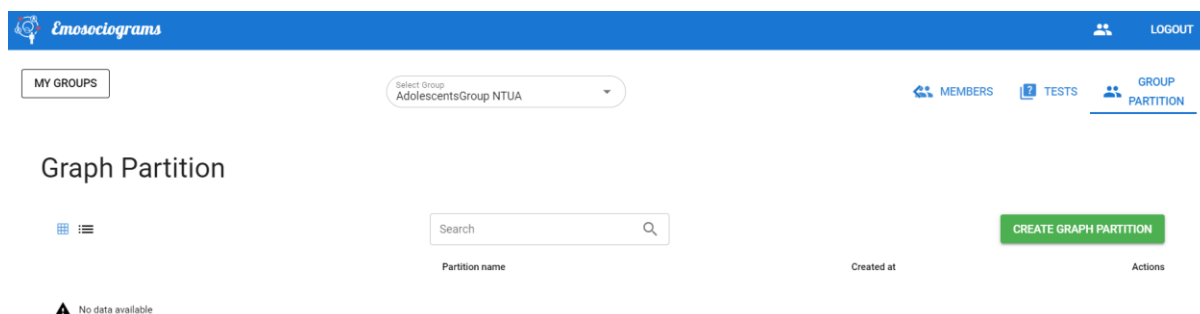 Emosociograms
LOGOUT
MY GROUPS
Select Group
AdolescentsGroup NTUA
MEMBERS
TESTS
GROUP
PARTITION
Graph Partition
Search
CREATE GRAPH PARTITION
Partition name
Created at
Actions
No data available